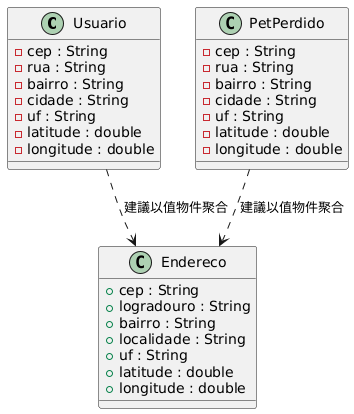 C Usuario
cep : String
rua : String
bairro : String
cidade : String
uf : String
latitude : double
longitude : double
C PetPerdido
cep : String
rua : String
bairro : String
cidade : String
uf : String
latitude : double
longitude : double
建議以值物件聚合
建議以值物件聚合
C Endereco
cep : String
logradouro : String
bairro : String
localidade : String
uf : String
latitude : double
longitude : double